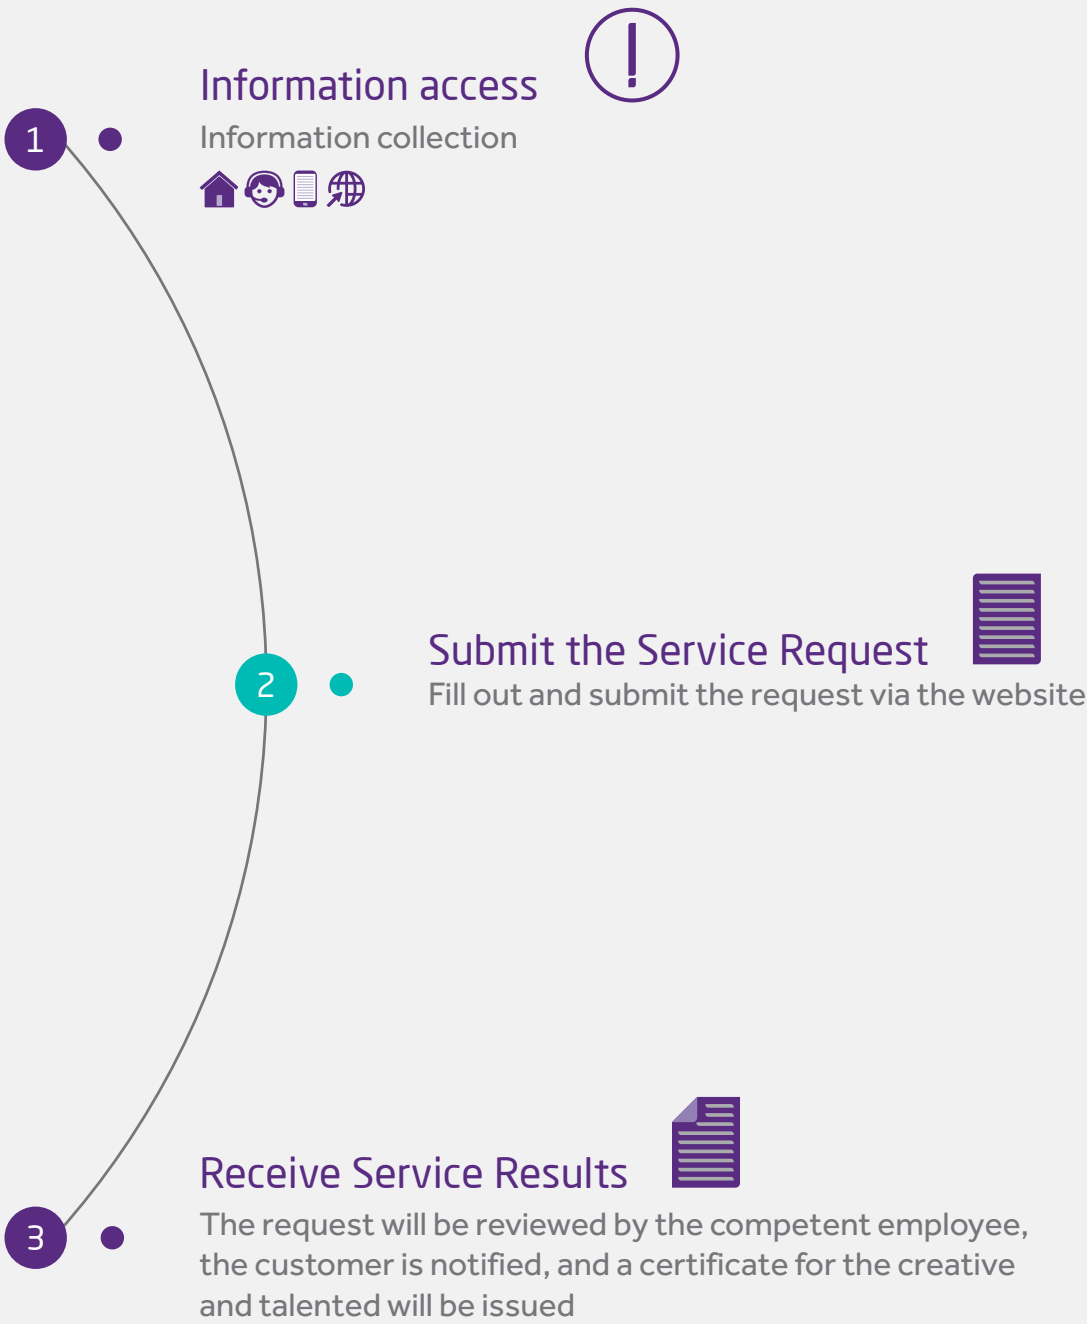 Information access
1
Information collection
2
Submit the Service Request
Fill out and submit the request via the website
3
Receive Service Results
The request will be reviewed by the competent employee,
the customer is notified, and a certificate for the creative
and talented will be issued